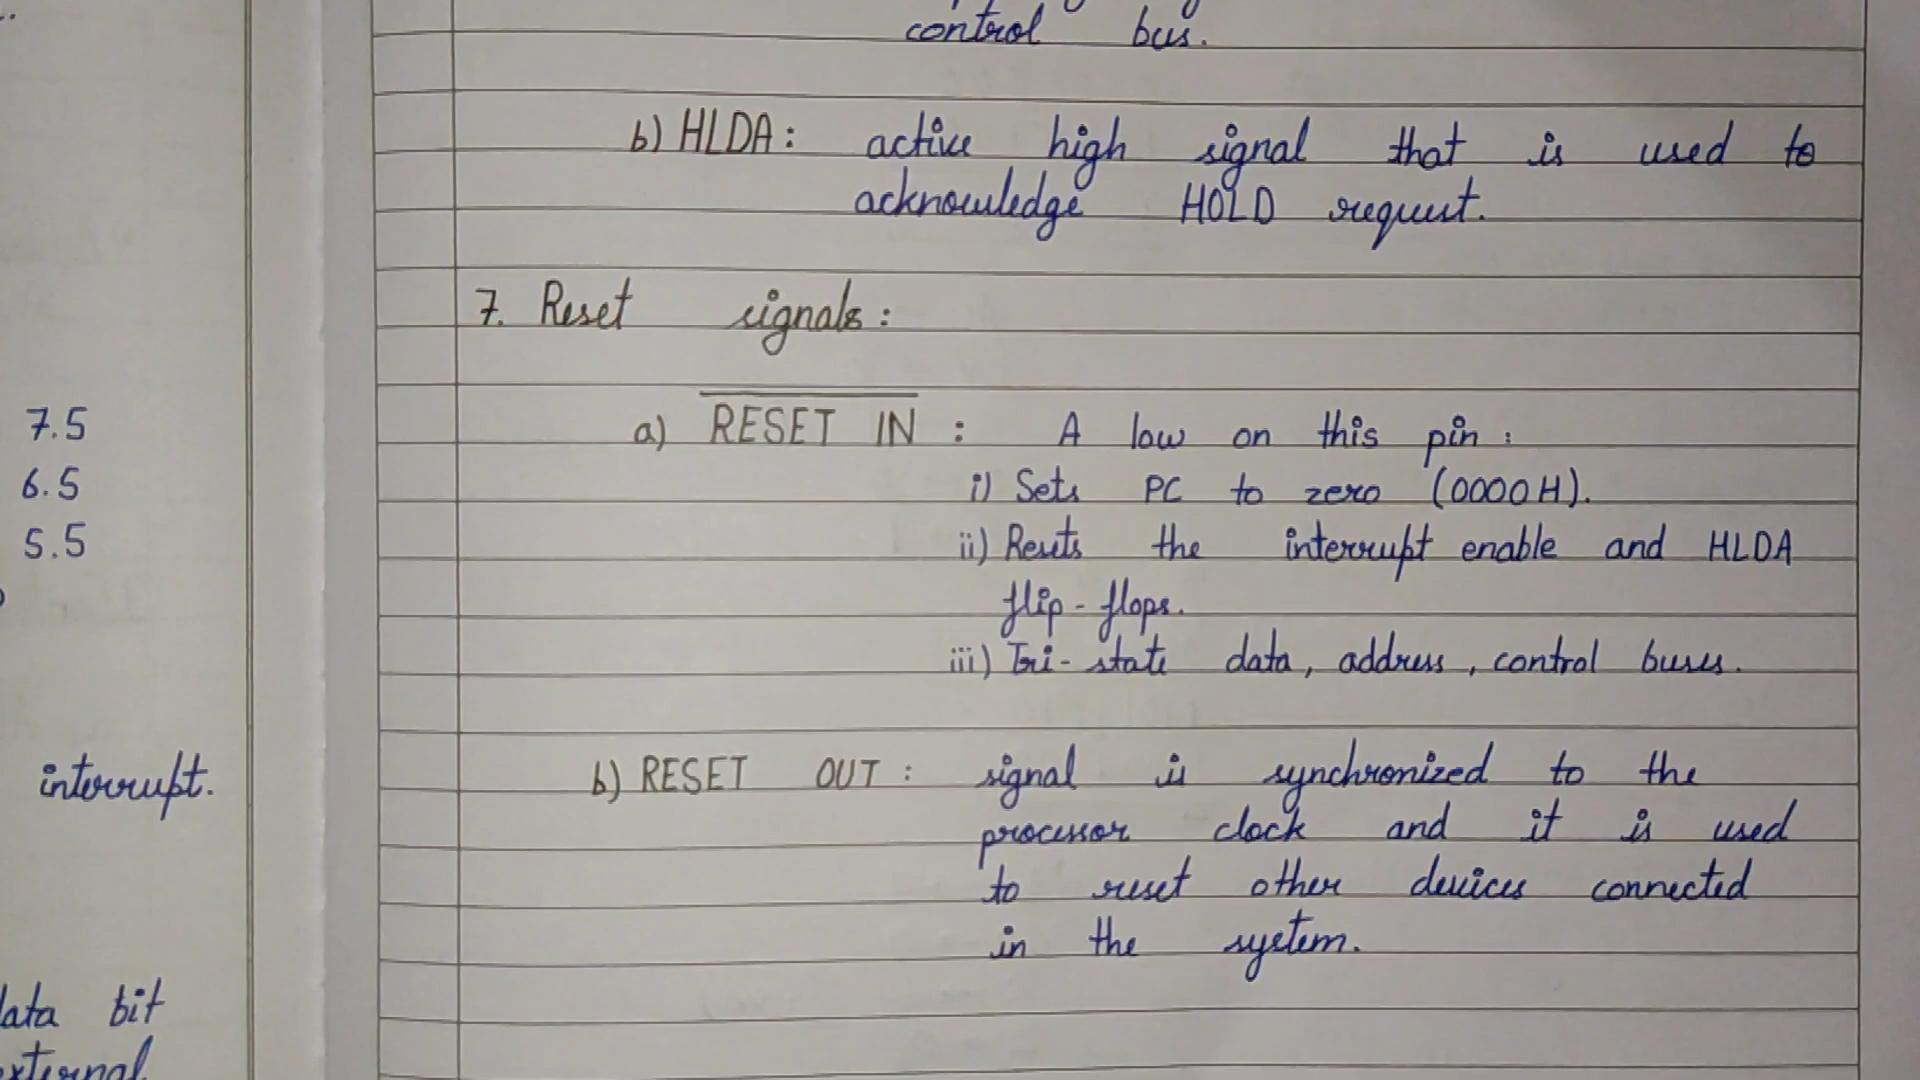 control bus.
b) HLDA: active high signal that is used to
acknowledge HOLD request.
7. Reset signals:
a) R̅E̅S̅E̅T̅ ̅I̅N̅ : A low on this pin :
i) Sets PC to zero (0000H).
ii) Resets the interrupt enable and HLDA
flip-flops.
iii) Tri-state data, address, control buses.
b) RESET OUT : signal is synchronized to the
processor clock and it is used
to reset other devices connected
in the system.
7.5
6.5
5.5
interrupt.
bit